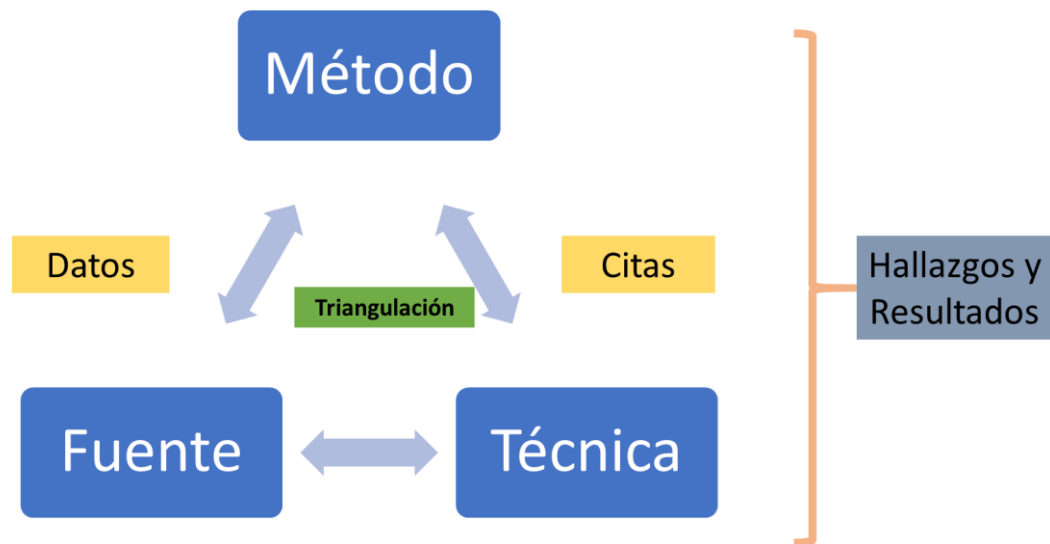 Método
Datos
Citas
Triangulación
Hallazgos y
Resultados
Fuente
Técnica